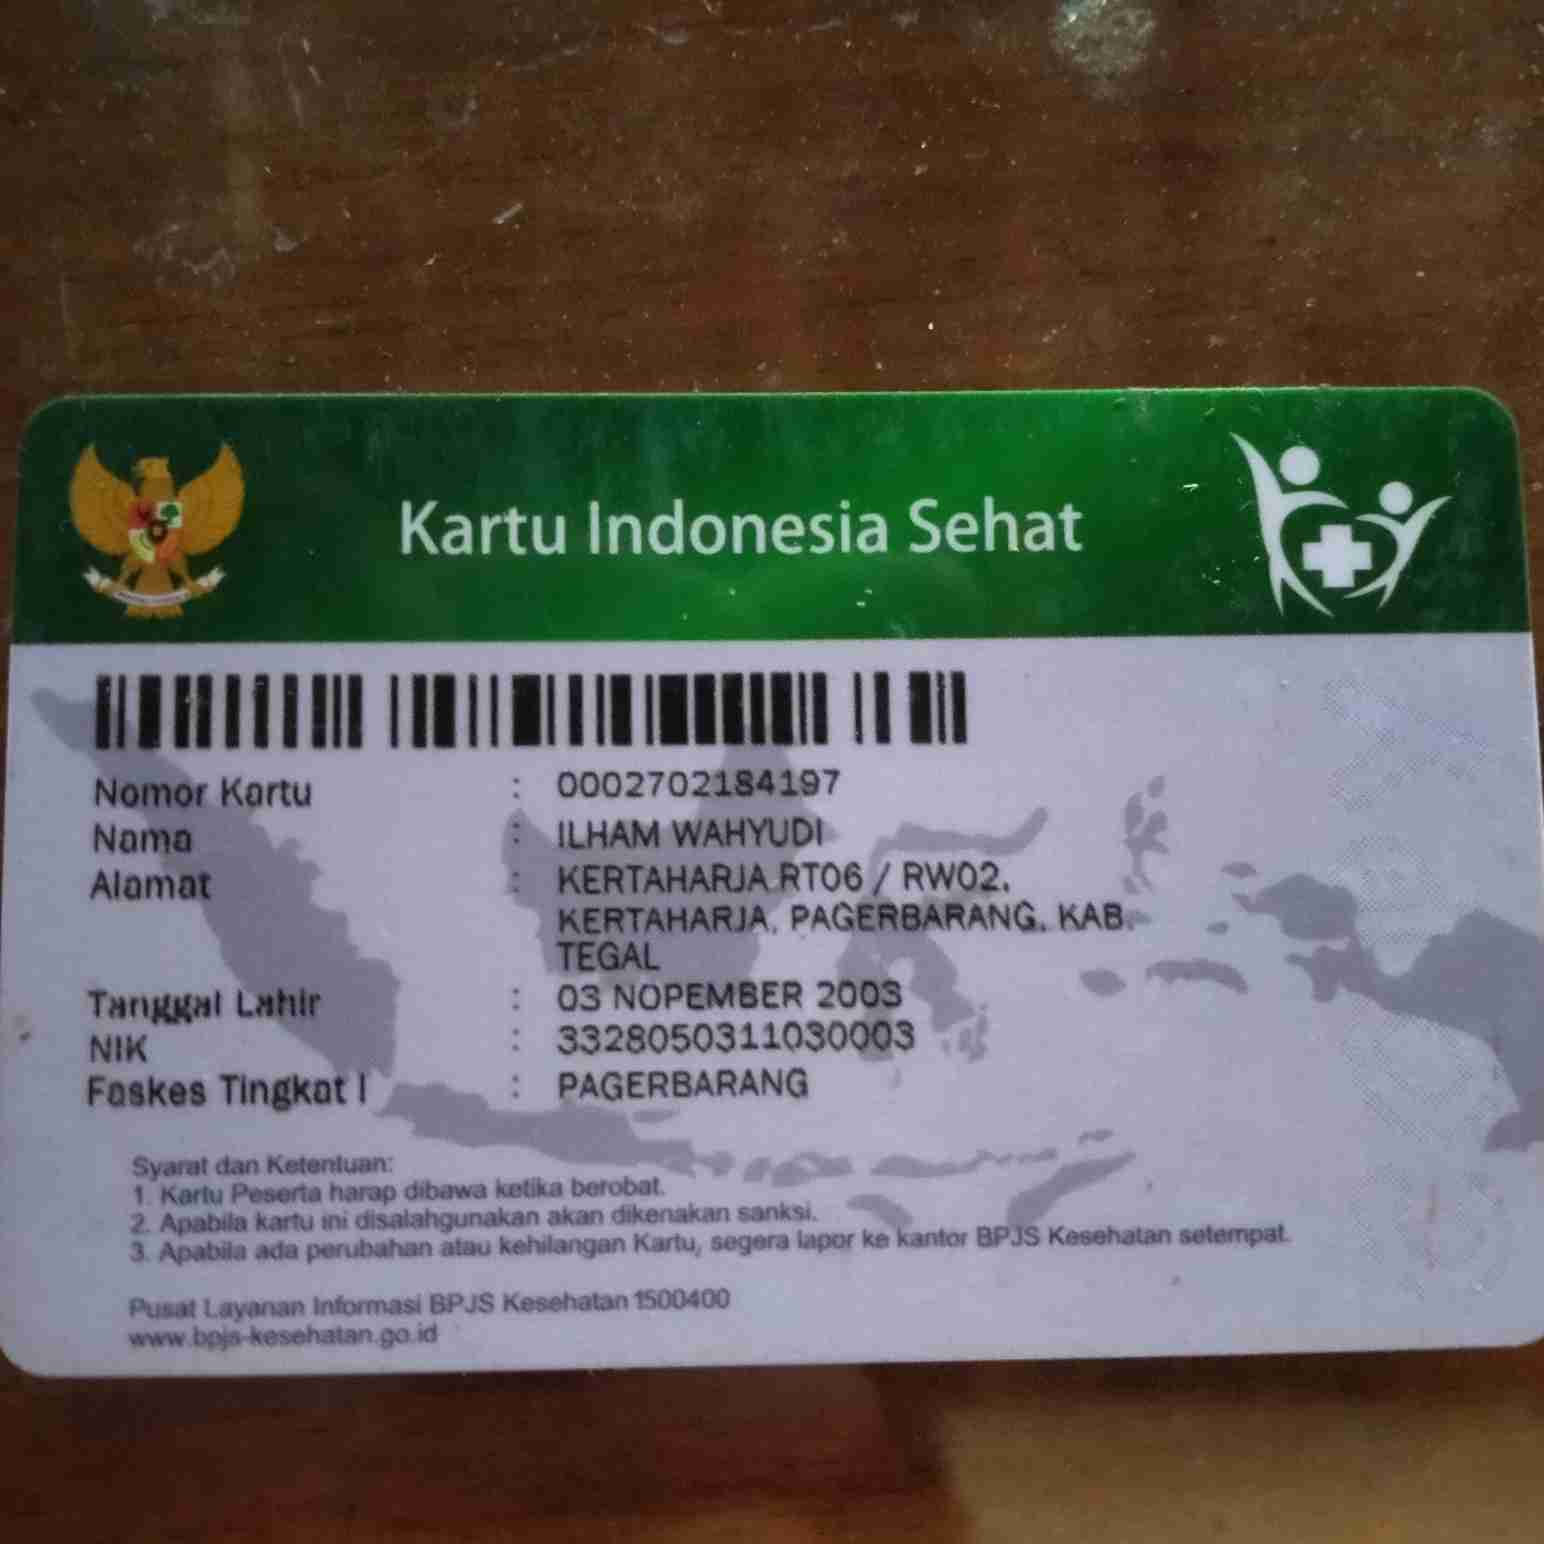 Kartu Indonesia Sehat
Nomor Kartu : 0002702184197
Nama : ILHAM WAHYUDI
Alamat : KERTAHARJA RT06 / RW02,
KERTAHARJA, PAGERBARANG, KAB.
TEGAL
Tanggal Lahir : 03 NOPEMBER 2003
NIK : 3328050311030003
Faskes Tingkat I : PAGERBARANG
Syarat dan Ketentuan:
1. Kartu Peserta harap dibawa ketika berobat.
2. Apabila kartu ini disalahgunakan akan dikenakan sanksi.
3. Apabila ada perubahan atau kehilangan Kartu, segera lapor ke kantor BPJS Kesehatan setempat.
Pusat Layanan Informasi BPJS Kesehatan 1500400
www.bpjs-kesehatan.go.id